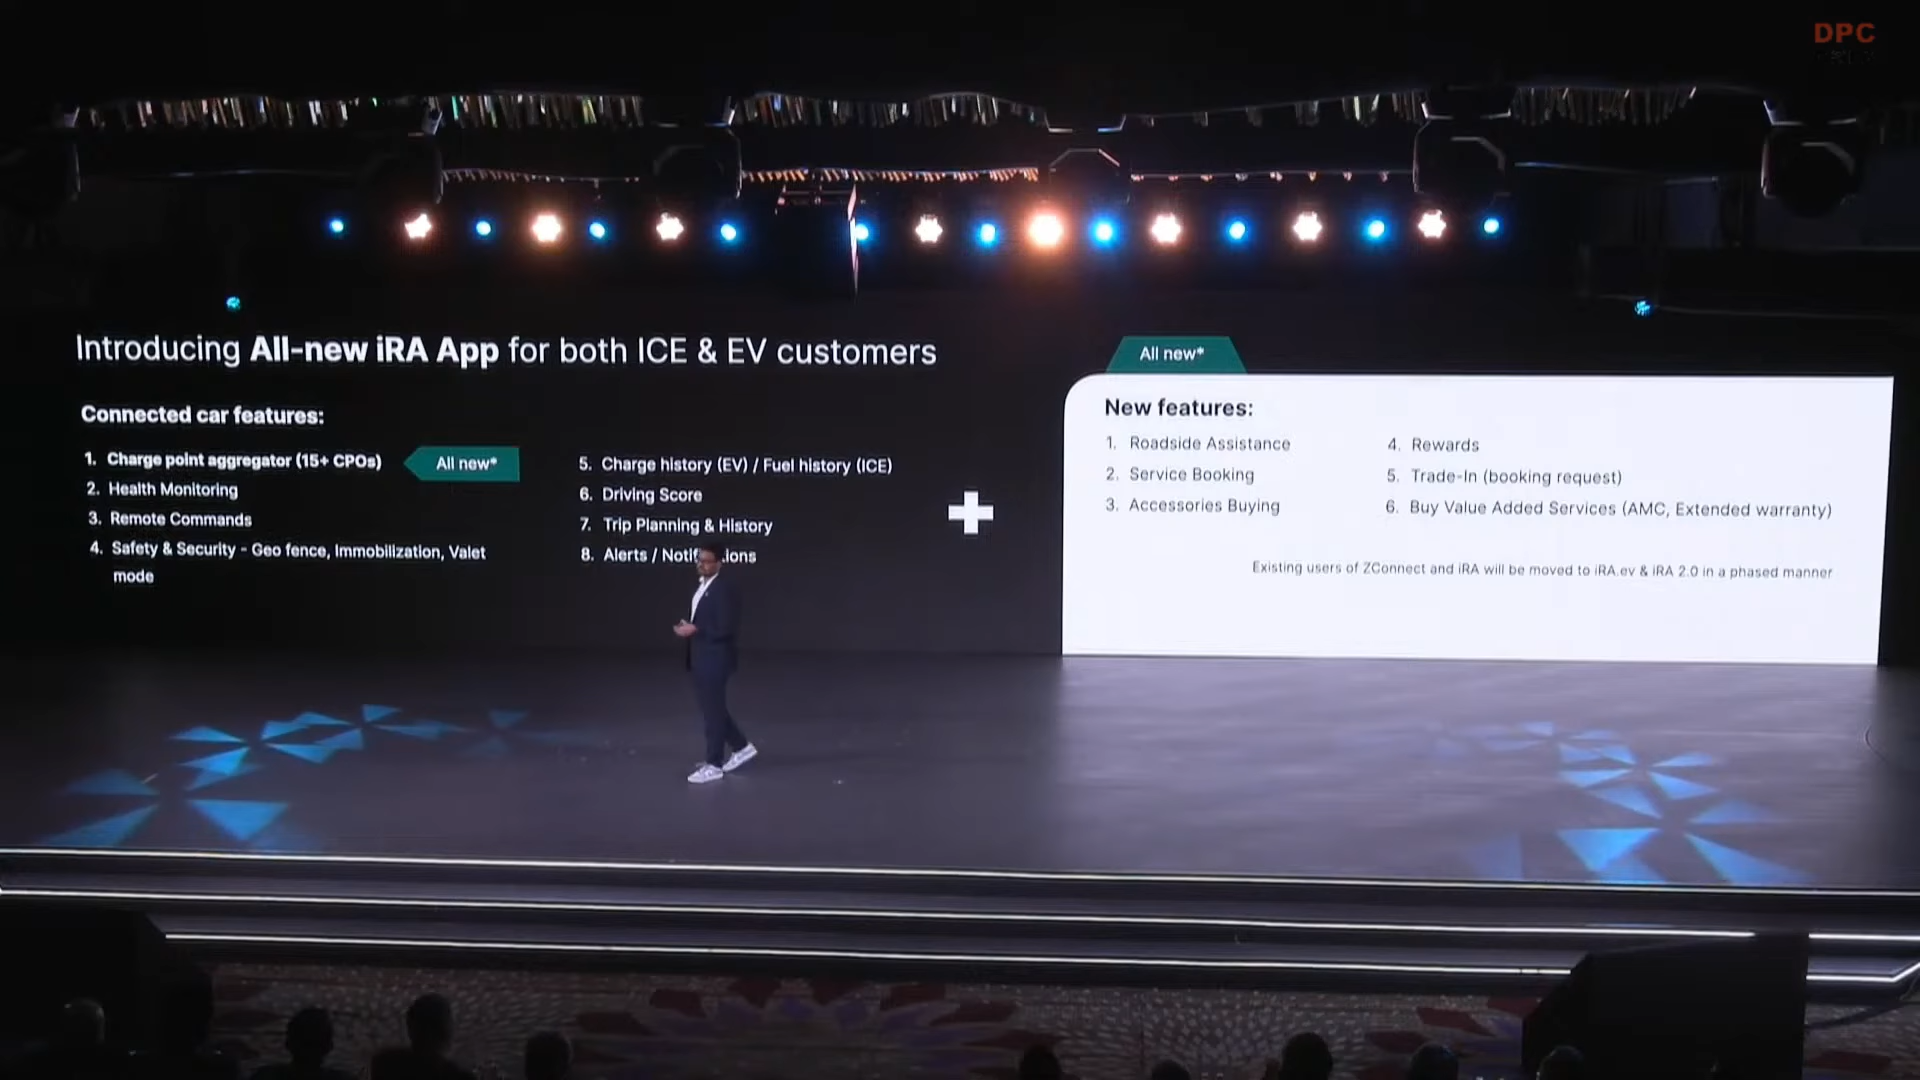 DPC
Introducing All-new iRA App for both ICE & EV customers
Connected car features:
1. Charge point aggregator (15+ CPOs)
All new*
2. Health Monitoring
3. Remote Commands
4. Safety & Security - Geo fence, Immobilization, Valet
mode
5. Charge history (EV) / Fuel history (ICE)
6. Driving Score
7. Trip Planning & History
8. Alerts /
All new*
New features:
1. Roadside Assistance
2. Service Booking
3. Accessories Buying
4. Rewards
5. Trade-In (booking request)
6. Buy Value Added Services (AMC, Extended warranty)
Existing users of ZConnect and iRA will be moved to iRA.ev & iRA 2.0 in a phased manner